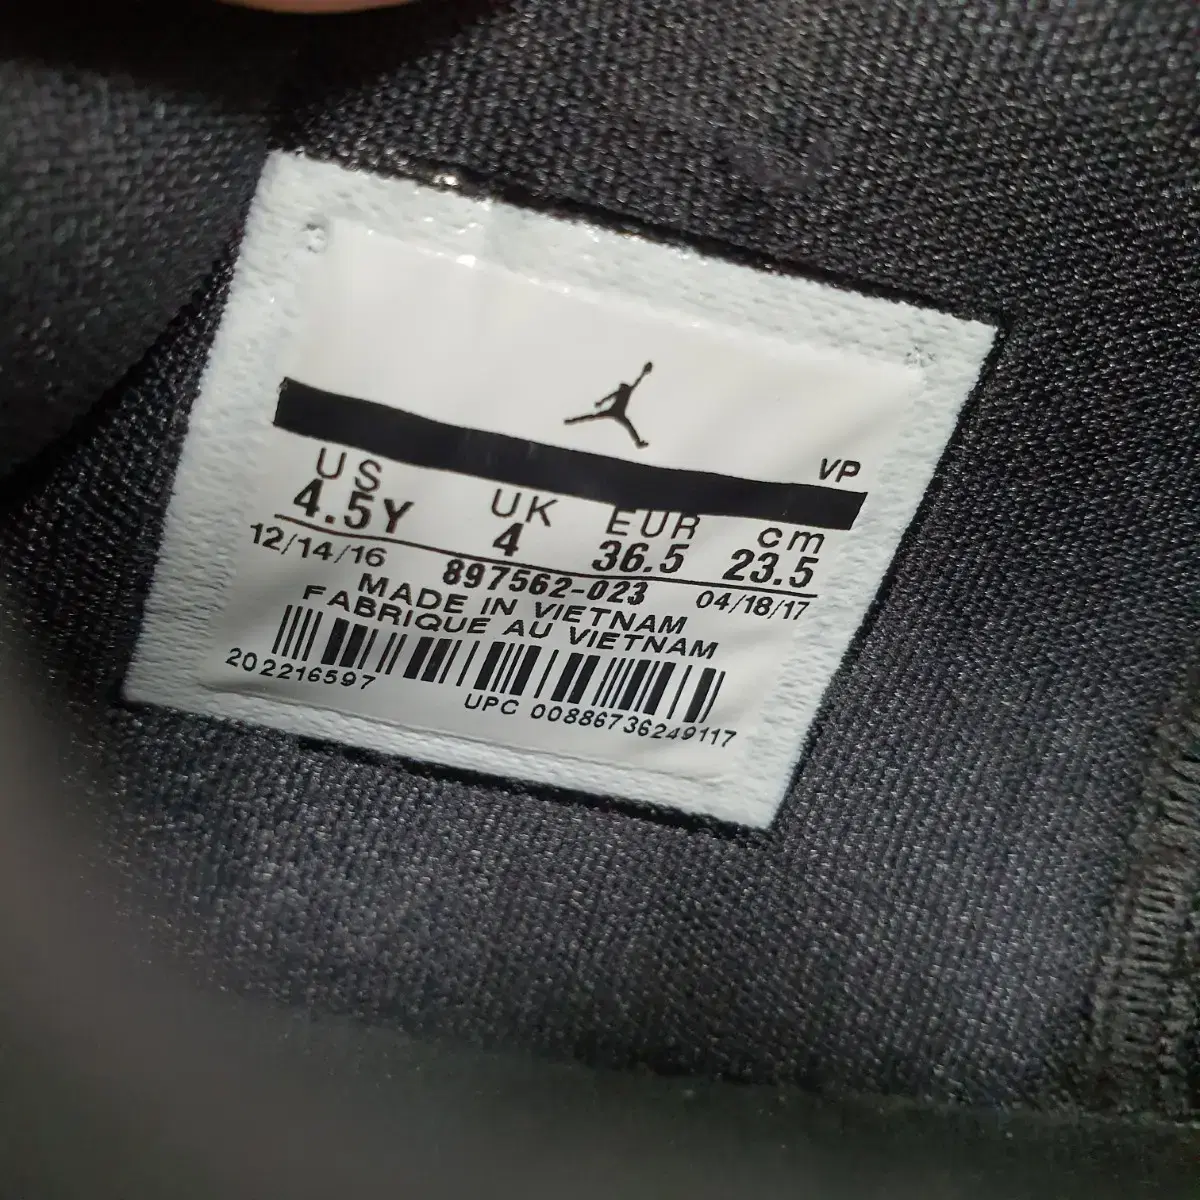 VP
US UK EUR cm
4.5Y 4 36.5 23.5
12/14/16 897562-023 04/18/17
MADE IN VIETNAM
FABRIQUE AU VIETNAM
202216597
UPC 00886736249117